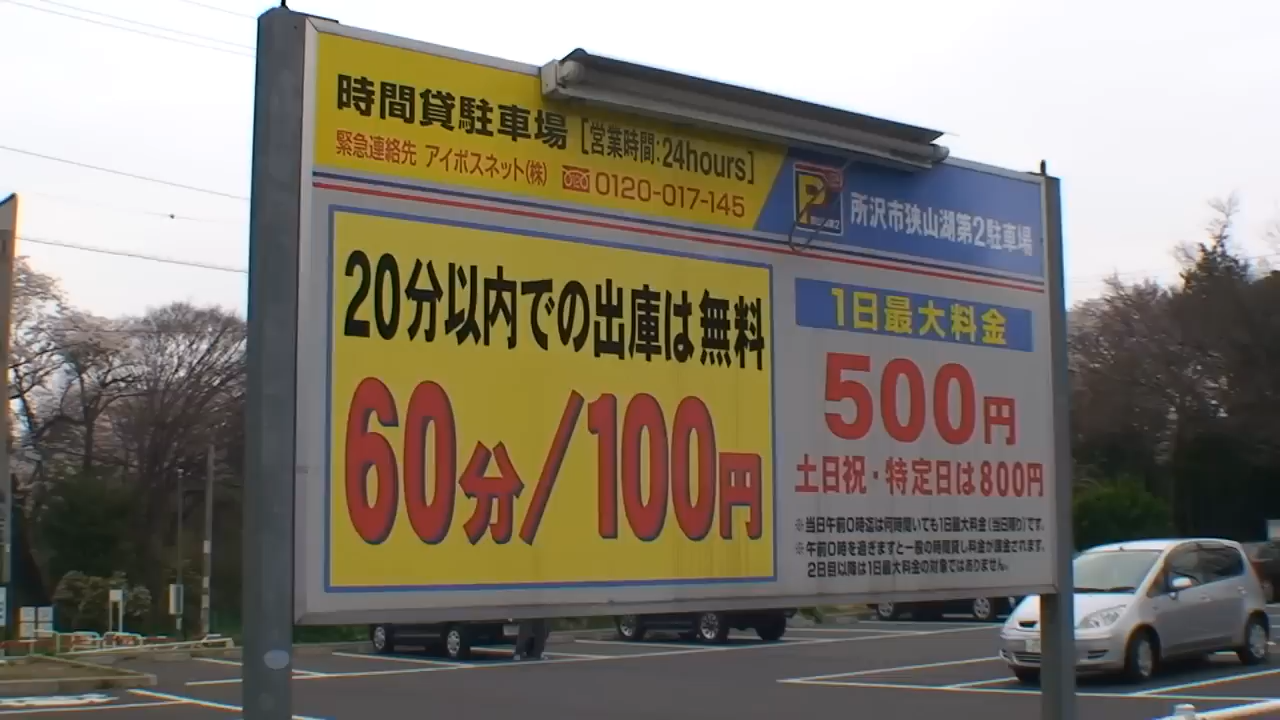 時間貸駐車場 [営業時間:24hours]
緊急連絡先 アイポスネット(株) 0120-017-145
P 所沢市狭山湖第2駐車場
20分以内での出庫は無料
60分/100円
1日最大料金
500円
土日祝・特定日は800円
※当日午前0時迄は何時間いても1日最大料金(当日限り)です。
※午前0時を過ぎますと一般の時間貸し料金が課金されます。
2日目以降は1日最大料金の対象ではありません。